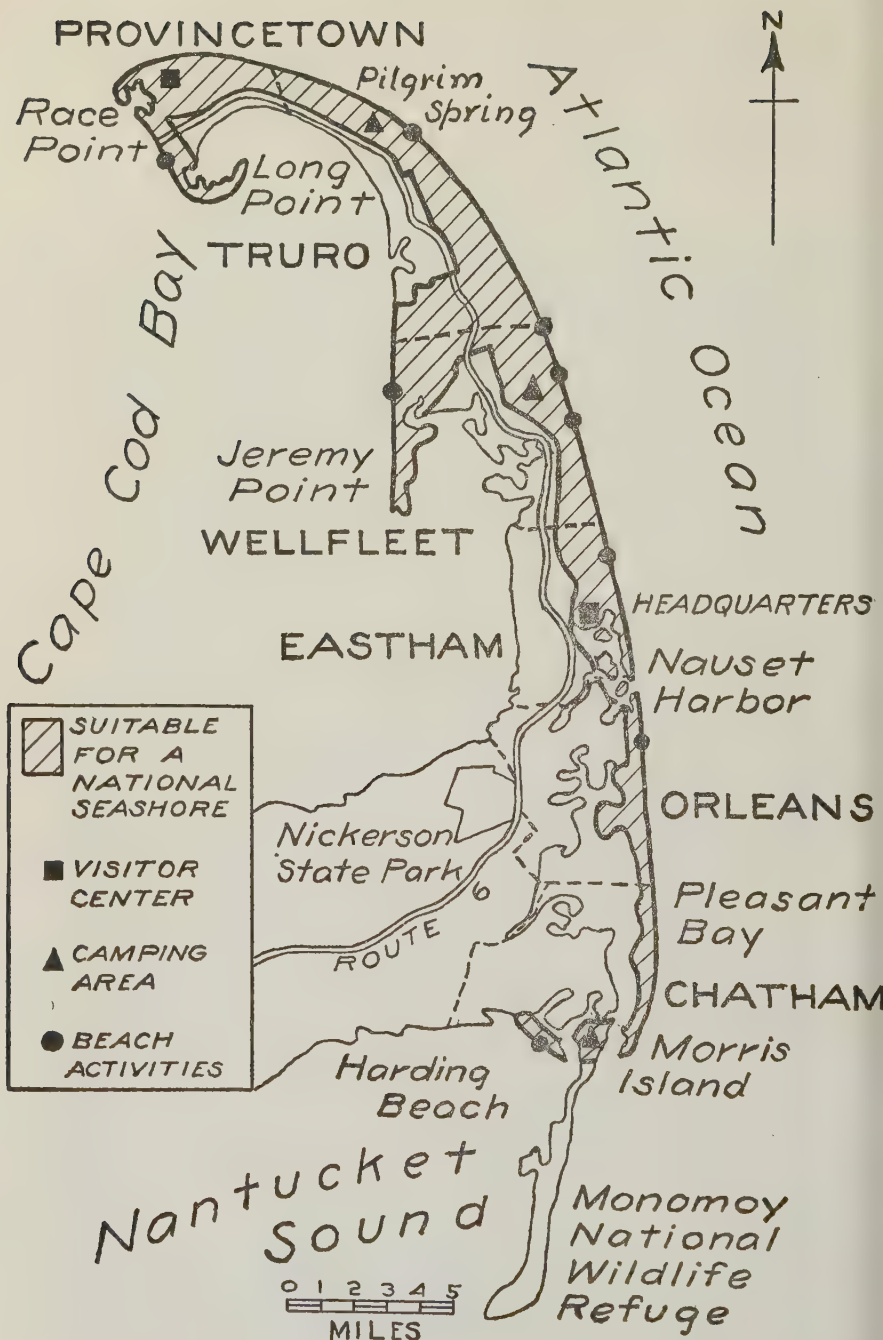 PROVINCETOWN
N
Pilgrim
Spring
Atlantic Ocean
Race
Point
Long
Point
TRURO
Cape Cod Bay
Jeremy
Point
WELLFLEET
HEADQUARTERS
EASTHAM
Nauset
Harbor
SUITABLE
FOR A
NATIONAL
SEASHORE
VISITOR
CENTER
CAMPING
AREA
BEACH
ACTIVITIES
Nickerson
State Park
ORLEANS
ROUTE 6
Pleasant
Bay
CHATHAM
Morris
Island
Harding
Beach
Nantucket
Sound
Monomoy
National
Wildlife
Refuge
0 1 2 3 4 5
MILES